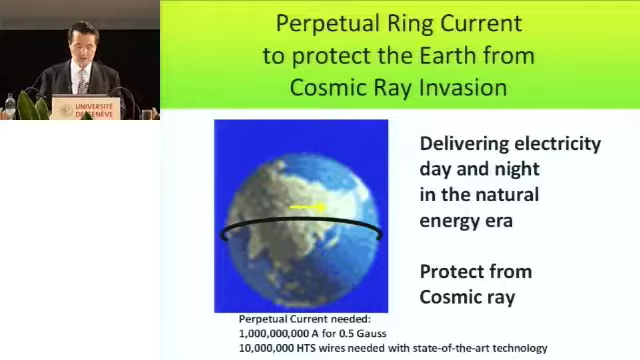 Perpetual Ring Current
to protect the Earth from
Cosmic Ray Invasion
UNIVERSITÉ
DE GENÈVE
Delivering electricity
day and night
in the natural
energy era
Protect from
Cosmic ray
Perpetual Current needed:
1,000,000,000 A for 0.5 Gauss
10,000,000 HTS wires needed with state-of-the-art technology